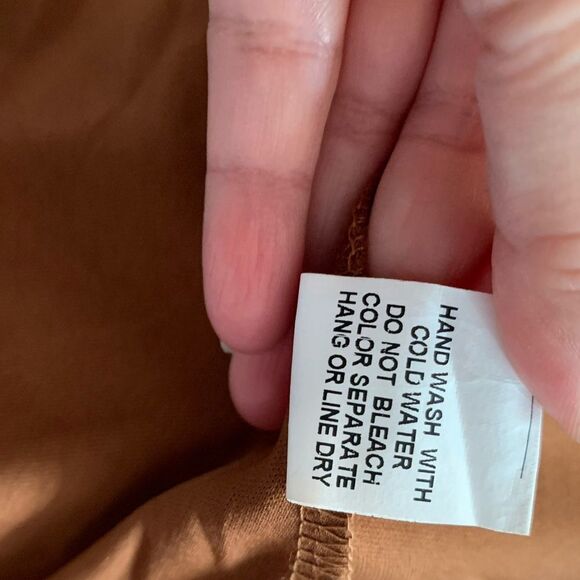 HAND WASH WITH
COLD WATER
DO NOT BLEACH
COLOR SEPARATE
HANG OR LINE DRY